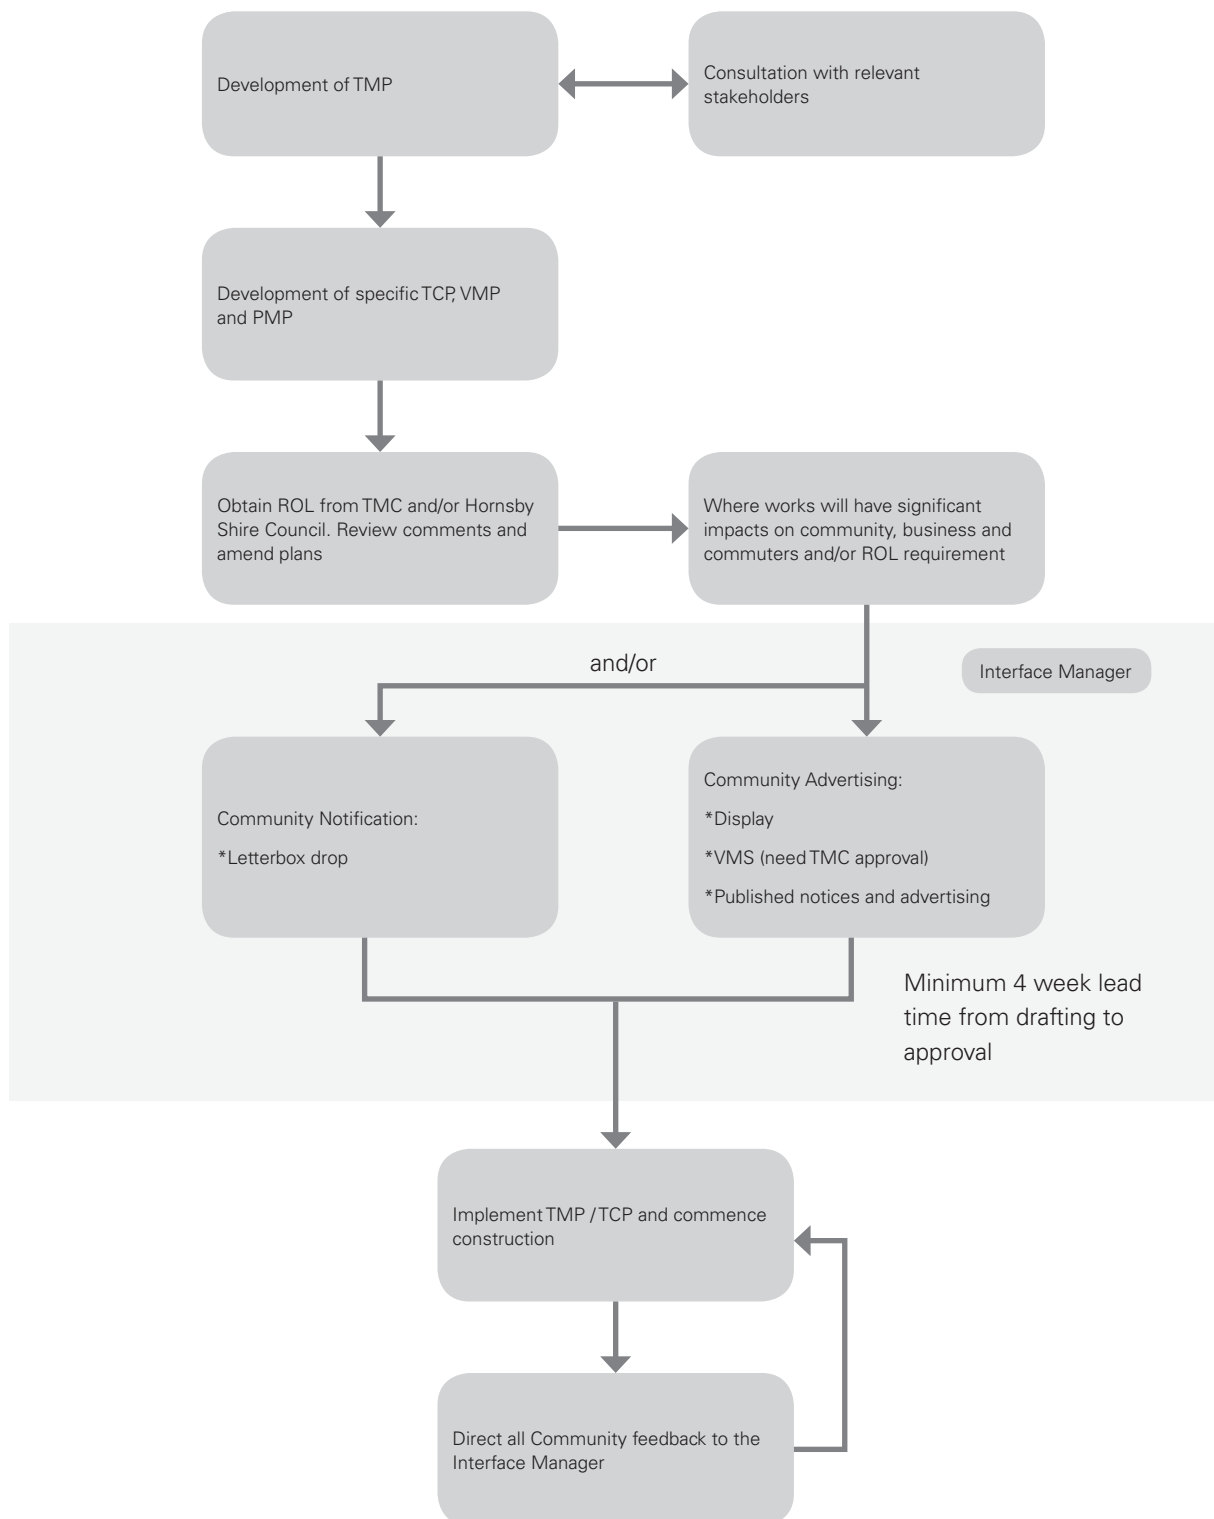 Development of TMP
Consultation with relevant
stakeholders
Development of specific TCP, VMP
and PMP
Obtain ROL from TMC and/or Hornsby
Shire Council. Review comments and
amend plans
Where works will have significant
impacts on community, business and
commuters and/or ROL requirement
and/or
Interface Manager
Community Notification:
*Letterbox drop
Community Advertising:
*Display
*VMS (need TMC approval)
*Published notices and advertising
Minimum 4 week lead
time from drafting to
approval
Implement TMP / TCP and commence
construction
Direct all Community feedback to the
Interface Manager